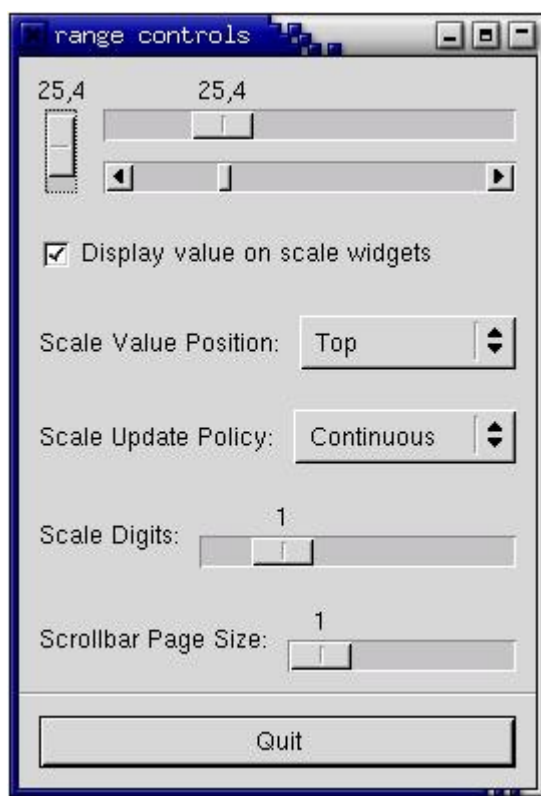 range controls
25,4 25,4
Display value on scale widgets
Scale Value Position: Top
Scale Update Policy: Continuous
1
Scale Digits:
1
Scrollbar Page Size:
Quit